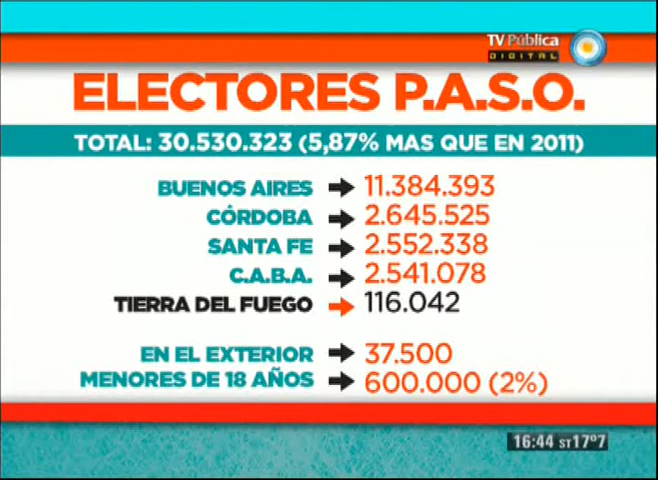 TV Pública
DIGITAL
ELECTORES P.A.S.O.
TOTAL: 30.530.323 (5,87% MAS QUE EN 2011)
BUENOS AIRES 11.384.393
CÓRDOBA 2.645.525
SANTA FE 2.552.338
C.A.B.A. 2.541.078
TIERRA DEL FUEGO 116.042
EN EL EXTERIOR 37.500
MENORES DE 18 AÑOS 600.000 (2%)
16:44 ST17°7